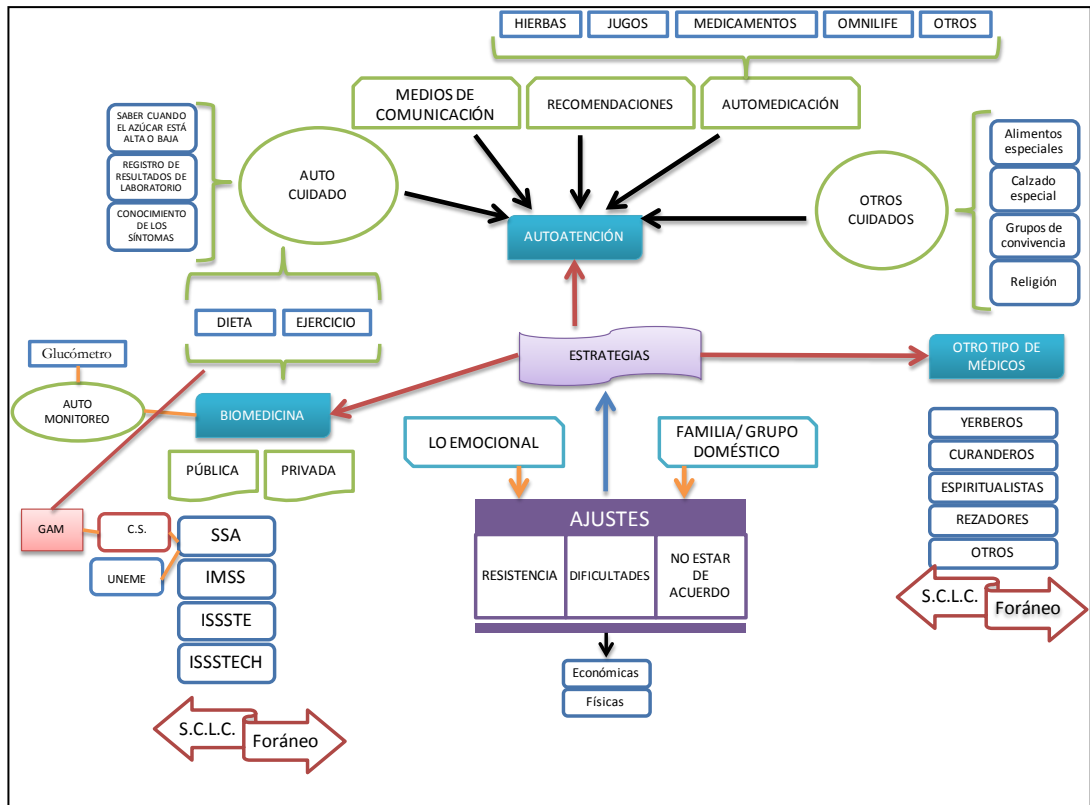 HIERBAS
JUGOS
MEDICAMENTOS
OMNILIFE
OTROS
MEDIOS DE
COMUNICACIÓN
RECOMENDACIONES
AUTOMEDICACIÓN
SABER CUANDO
EL AZÚCAR ESTÁ
ALTA O BAJA
REGISTRO DE
RESULTADOS DE
LABORATORIO
CONOCIMIENTO
DE LOS
SÍNTOMAS
AUTO
CUIDADO
AUTOATENCIÓN
OTROS
CUIDADOS
Alimentos
especiales
Calzado
especial
Grupos de
convivencia
Religión
DIETA
EJERCICIO
Glucómetro
AUTO
MONITOREO
BIOMEDICINA
ESTRATEGIAS
OTRO TIPO DE
MÉDICOS
PÚBLICA
PRIVADA
LO EMOCIONAL
FAMILIA/ GRUPO
DOMÉSTICO
YERBEROS
CURANDEROS
ESPIRITUALISTAS
REZADORES
OTROS
GAM
C.S.
UNEME
SSA
IMSS
ISSSTE
ISSSTECH
AJUSTES
RESISTENCIA
DIFICULTADES
NO ESTAR
DE
ACUERDO
Económicas
Físicas
S.C.L.C.
Foráneo
S.C.L.C.
Foráneo